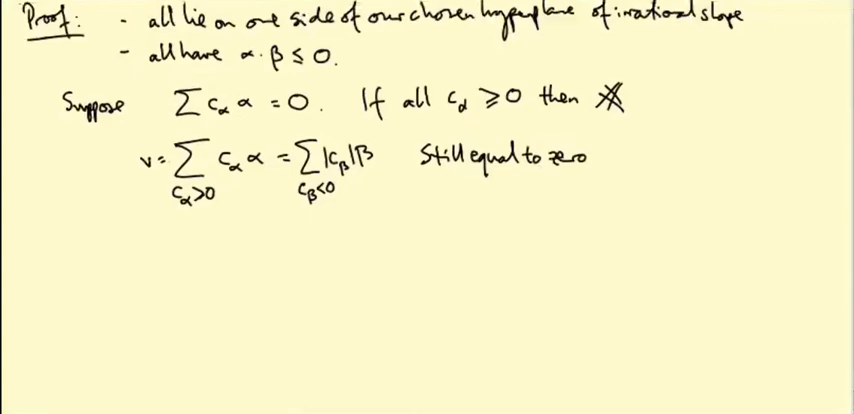 Proof: - all lie on one side of our chosen hyperplane of irrational slope
- all have α·β ≤ 0.
Suppose ∑ c_α α = 0. If all c_α ⩾ 0 then ※
v = ∑_{c_α>0} c_α α = ∑_{c_β<0} |c_β| β Still equal to zero